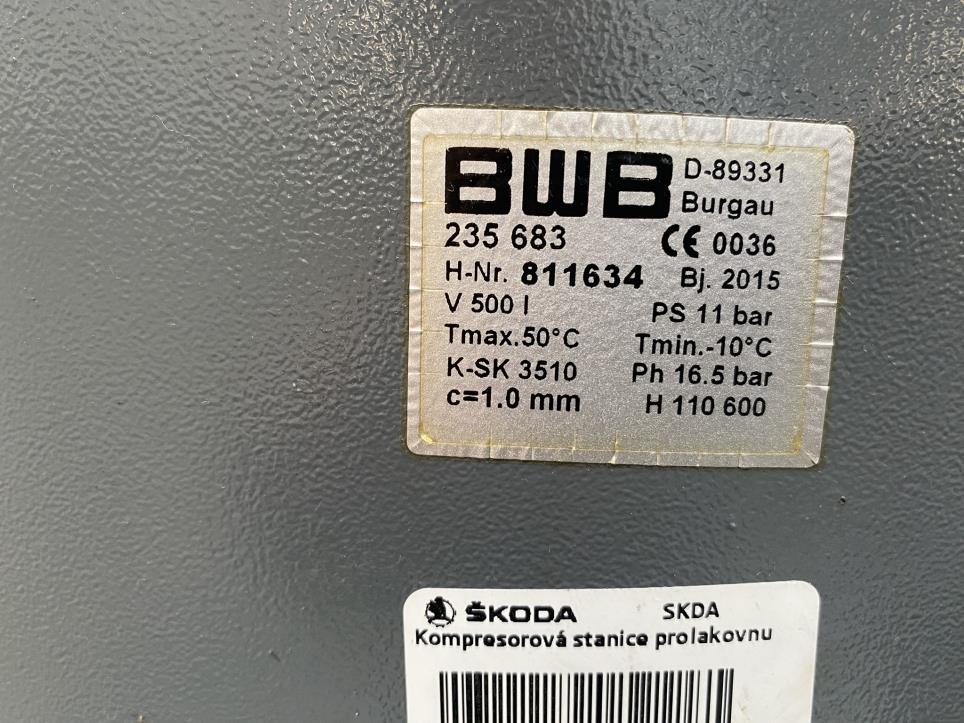 BWB D-89331
Burgau
235 683 CE 0036
H-Nr. 811634 Bj. 2015
V 500 l PS 11 bar
Tmax.50°C Tmin.-10°C
K-SK 3510 Ph 16.5 bar
c=1.0 mm H 110 600
ŠKODA SKDA
Kompresorová stanice prolakovnu